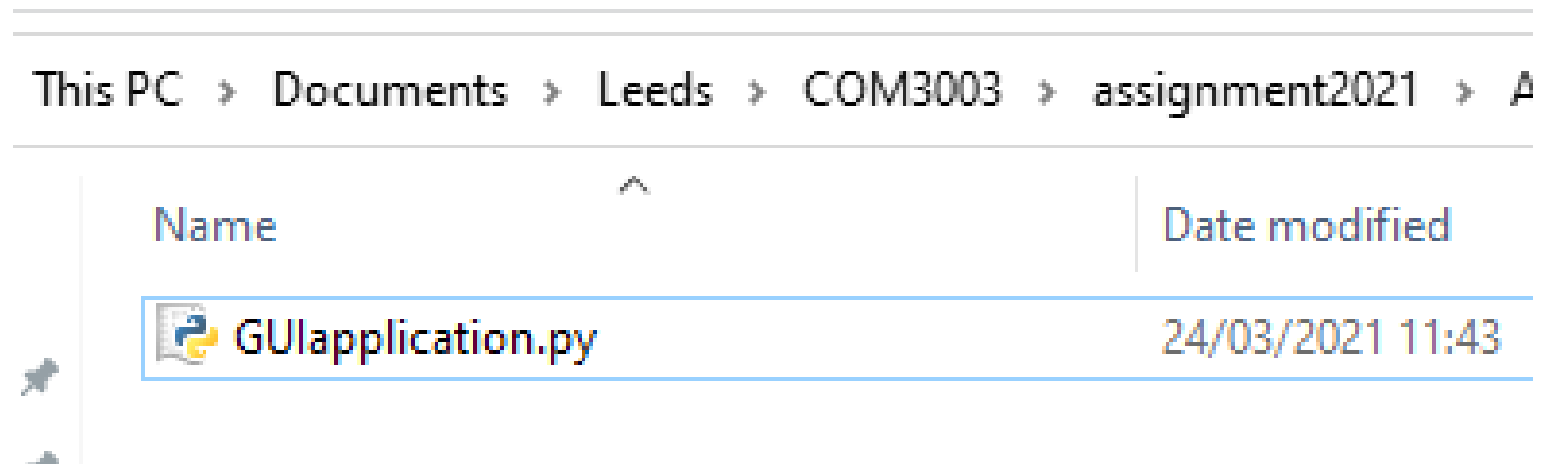 This PC > Documents > Leeds > COM3003 > assignment2021 > A
Name Date modified
GUIapplication.py 24/03/2021 11:43